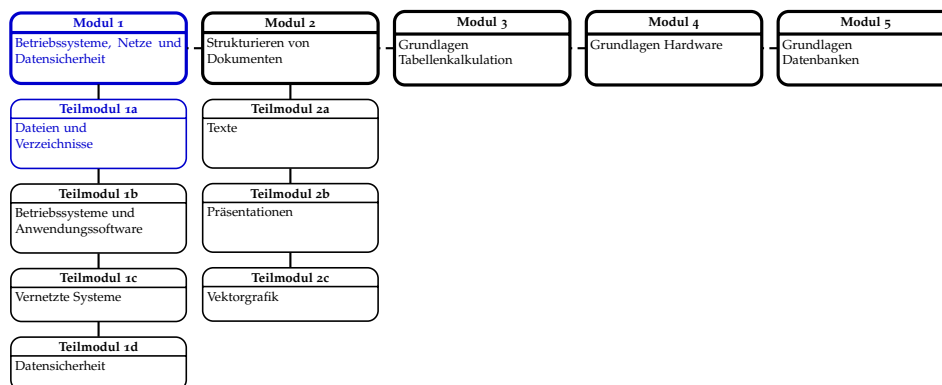 Modul 1
Betriebssysteme, Netze und
Datensicherheit
Teilmodul 1a
Dateien und
Verzeichnisse
Teilmodul 1b
Betriebssysteme und
Anwendungssoftware
Teilmodul 1c
Vernetzte Systeme
Teilmodul 1d
Datensicherheit
Modul 2
Strukturieren von
Dokumenten
Teilmodul 2a
Texte
Teilmodul 2b
Präsentationen
Teilmodul 2c
Vektorgrafik
Modul 3
Grundlagen
Tabellenkalkulation
Modul 4
Grundlagen Hardware
Modul 5
Grundlagen
Datenbanken